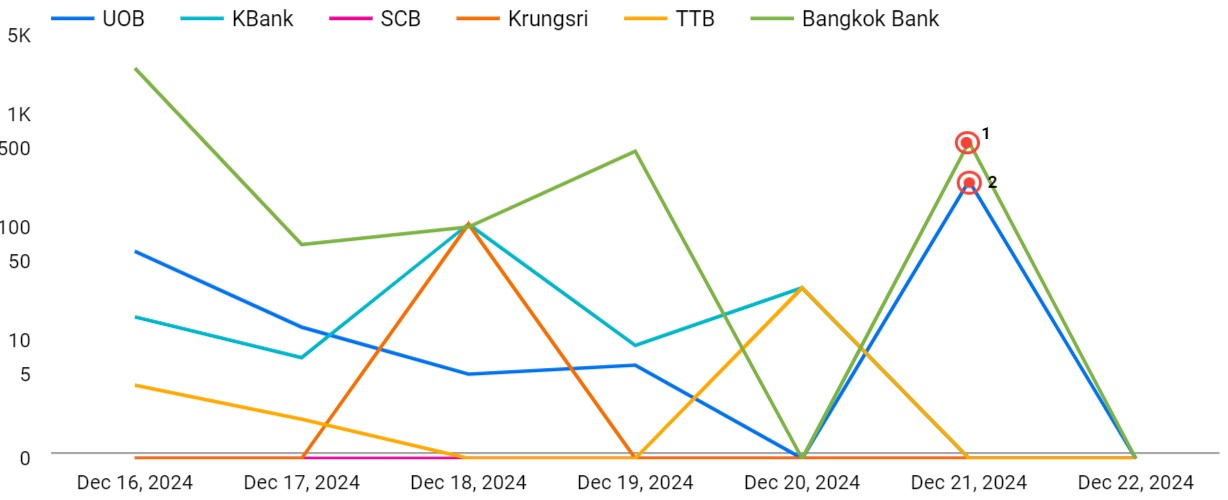 UOB KBank SCB Krungsri TTB Bangkok Bank
5K
1K
500
100
50
10
5
0
1
2
Dec 16, 2024 Dec 17, 2024 Dec 18, 2024 Dec 19, 2024 Dec 20, 2024 Dec 21, 2024 Dec 22, 2024